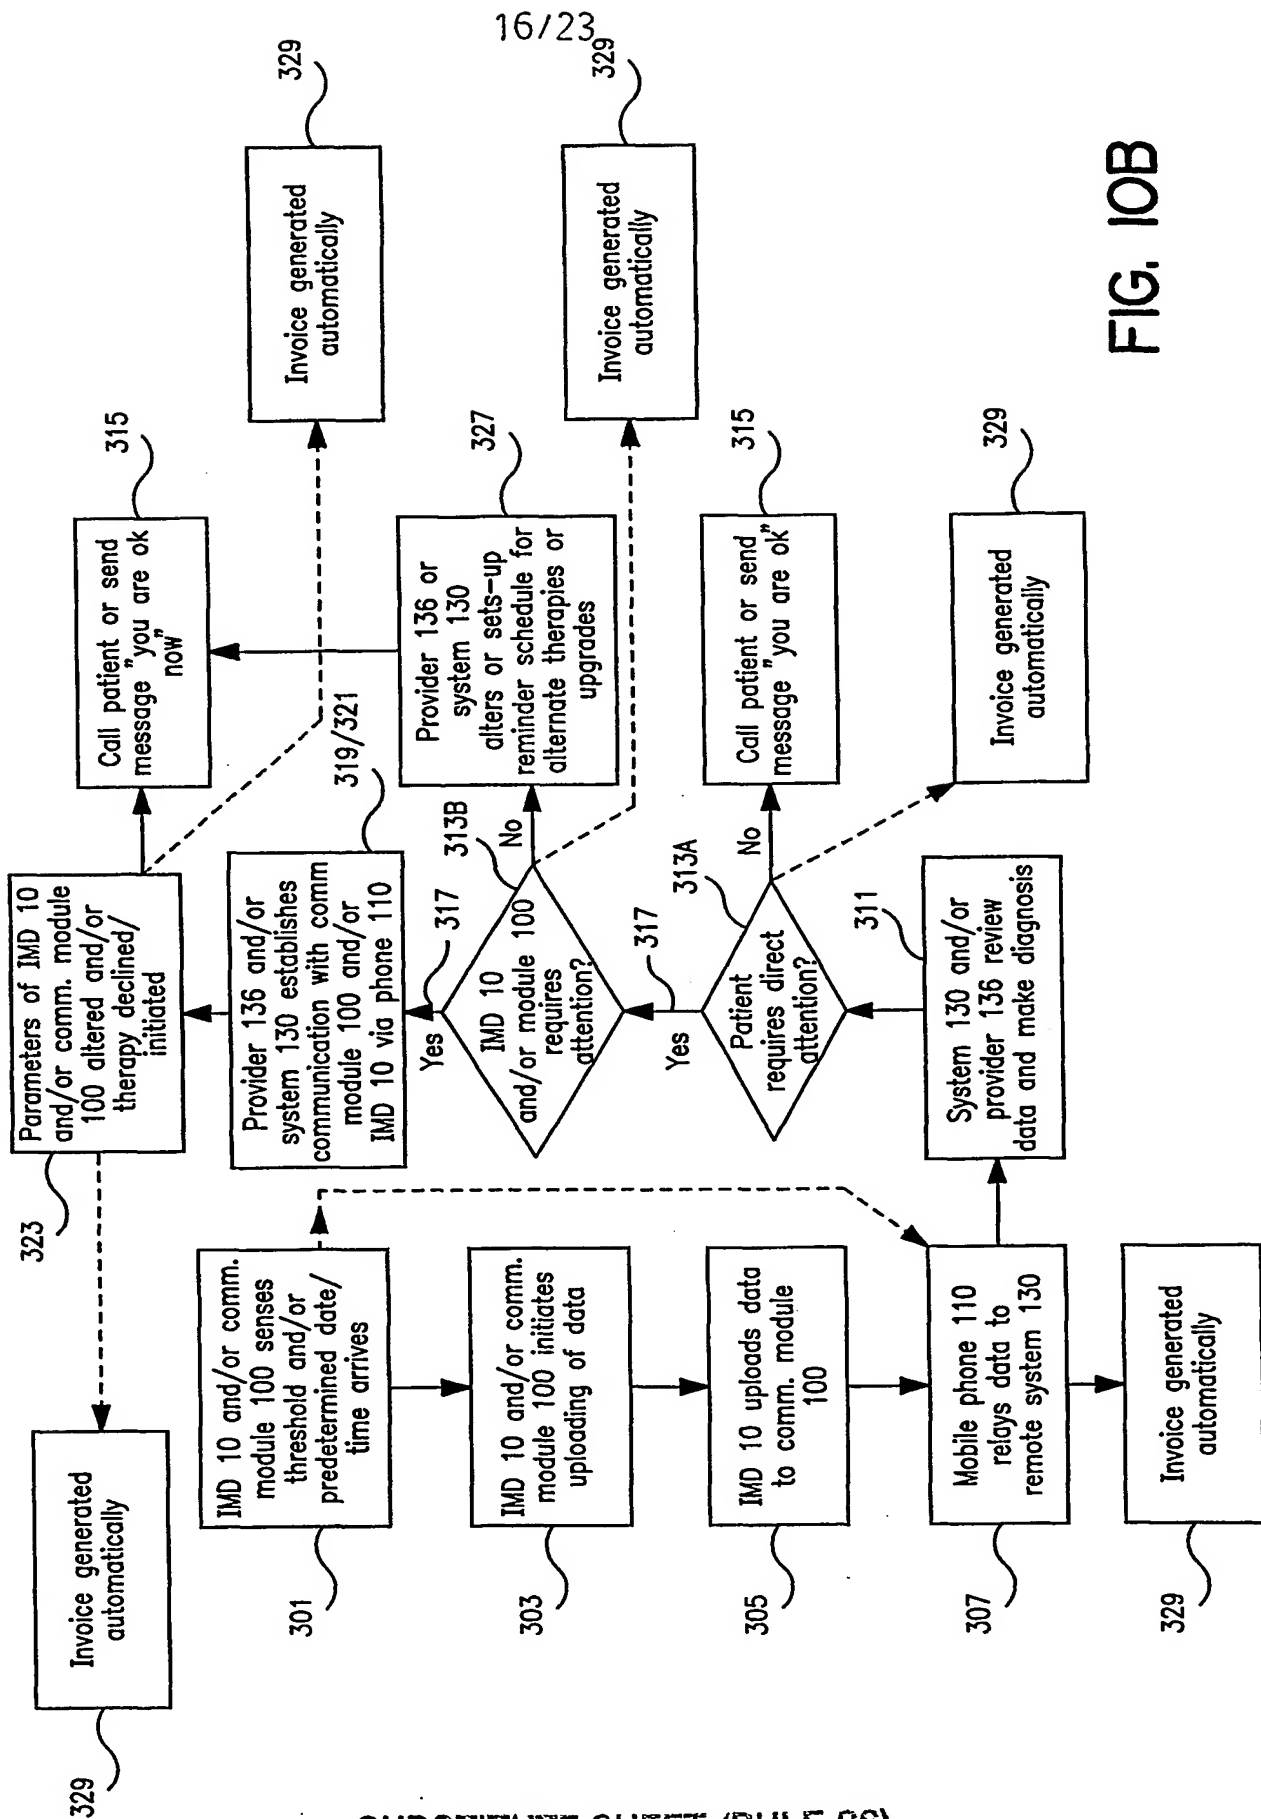 16/23
329
Invoice generated
automatically
323
Parameters of IMD 10
and/or comm. module
100 altered and/or
therapy declined/
initiated
315
Call patient or send
message "you are ok
now"
329
Invoice generated
automatically
301
IMD 10 and/or comm.
module 100 senses
threshold and/or
predetermined date/
time arrives
319/321
Provider 136 and/or
system 130 establishes
communication with comm
module 100 and/or
IMD 10 via phone 110
317
Yes
313B
IMD 10
and/or module 100
requires
attention?
No
327
Provider 136 or
system 130
alters or sets-up
reminder schedule for
alternate therapies or
upgrades
329
Invoice generated
automatically
303
IMD 10 and/or comm.
module 100 initiates
uploading of data
317
Yes
313A
Patient
requires direct
attention?
No
315
Call patient or send
message "you are ok"
305
IMD 10 uploads data
to comm. module
100
311
System 130 and/or
provider 136 review
data and make diagnosis
329
Invoice generated
automatically
307
Mobile phone 110
relays data to
remote system 130
329
Invoice generated
automatically
FIG. 10B